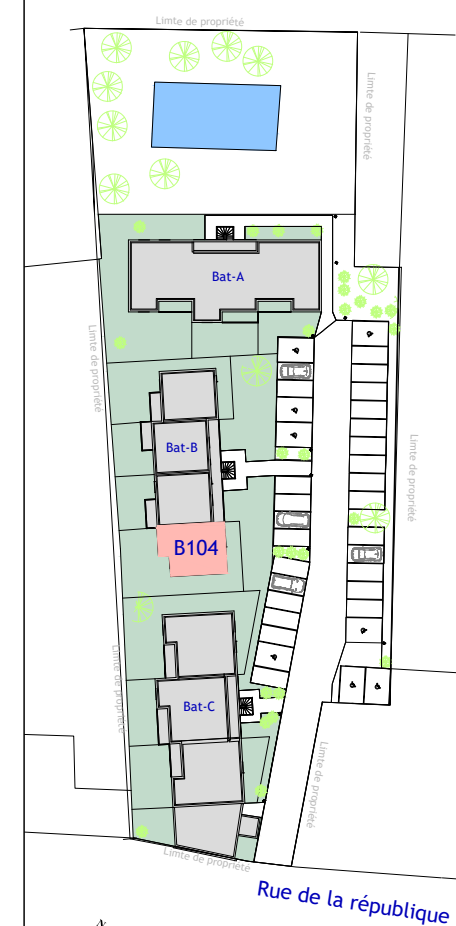 Limte de propriété
Limte de propriété
Bat-A
Limte de propriété
Bat-B
Limte de propriété
B104
Limte de propriété
Bat-C
Limte de propriété
Limte de propriété
Rue de la république
N